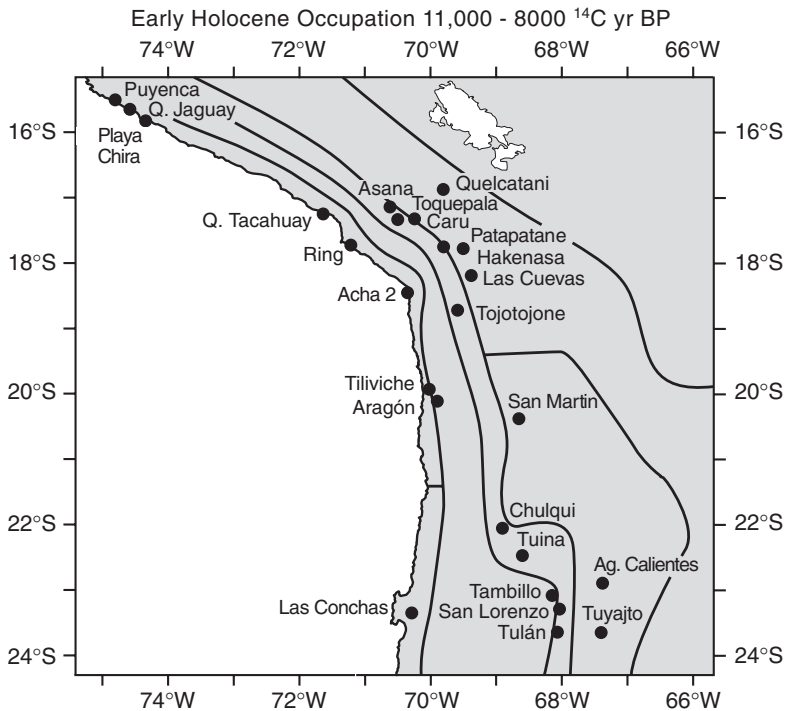 Early Holocene Occupation 11,000 - 8000 ¹⁴C yr BP
74°W 72°W 70°W 68°W 66°W
Puyenca
Q. Jaguay
16°S 16°S
Playa
Chira
Quelcatani
Asana
Toquepala
Q. Tacahuay
Caru
Patapatane
Ring
Hakenasa
18°S 18°S
Las Cuevas
Acha 2
Tojotojone
Tiliviche
20°S 20°S
Aragón
San Martin
Chulqui
22°S 22°S
Tuina
Ag. Calientes
Tambillo
Las Conchas
San Lorenzo
Tuyajto
Tulán
24°S 24°S
74°W 72°W 70°W 68°W 66°W